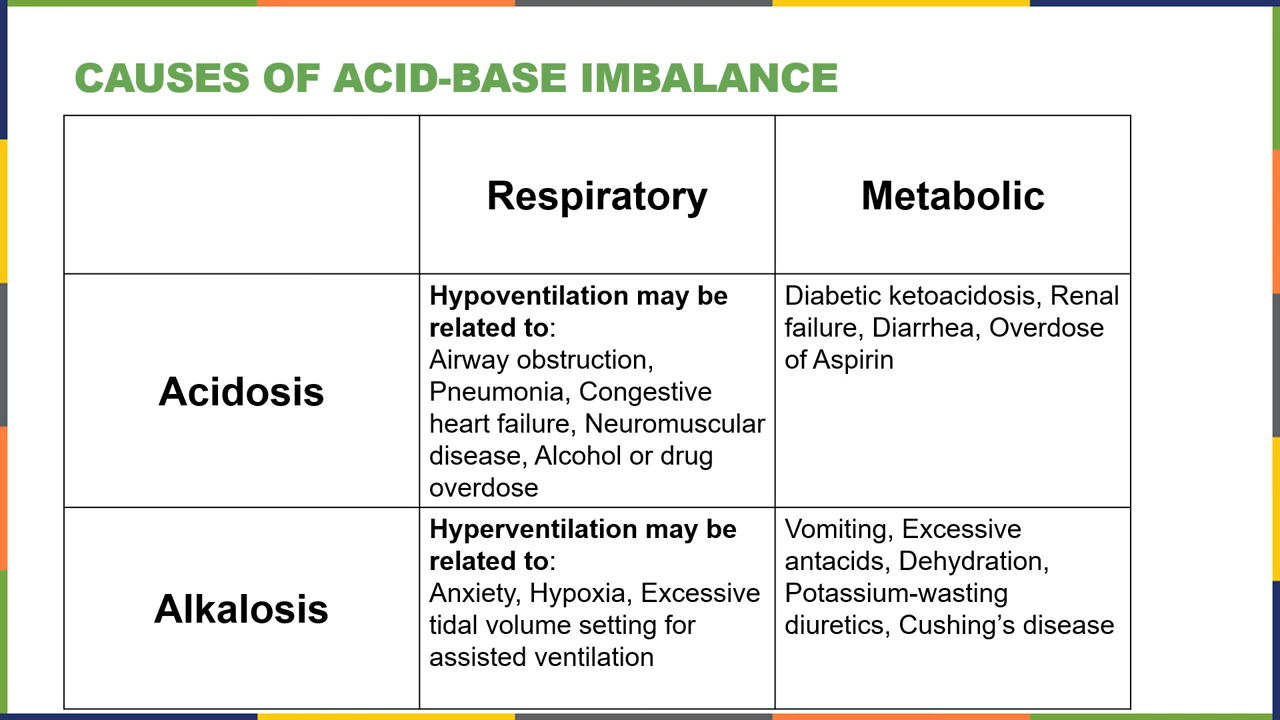 CAUSES OF ACID-BASE IMBALANCE
Respiratory
Metabolic
Acidosis
Hypoventilation may be
related to:
Airway obstruction,
Pneumonia, Congestive
heart failure, Neuromuscular
disease, Alcohol or drug
overdose
Diabetic ketoacidosis, Renal
failure, Diarrhea, Overdose
of Aspirin
Alkalosis
Hyperventilation may be
related to:
Anxiety, Hypoxia, Excessive
tidal volume setting for
assisted ventilation
Vomiting, Excessive
antacids, Dehydration,
Potassium-wasting
diuretics, Cushing’s disease